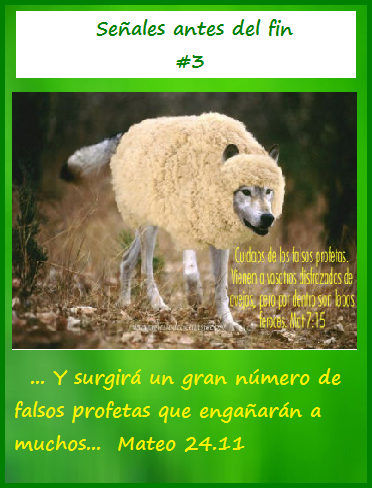 Señales antes del fin
#3
Cuidaos de los falsos profetas.
Vienen a vosotros disfrazados de
ovejas, pero por dentro son lobos
feroces. Mat 7:15
... Y surgirá un gran número de
falsos profetas que engañarán a
muchos... Mateo 24.11